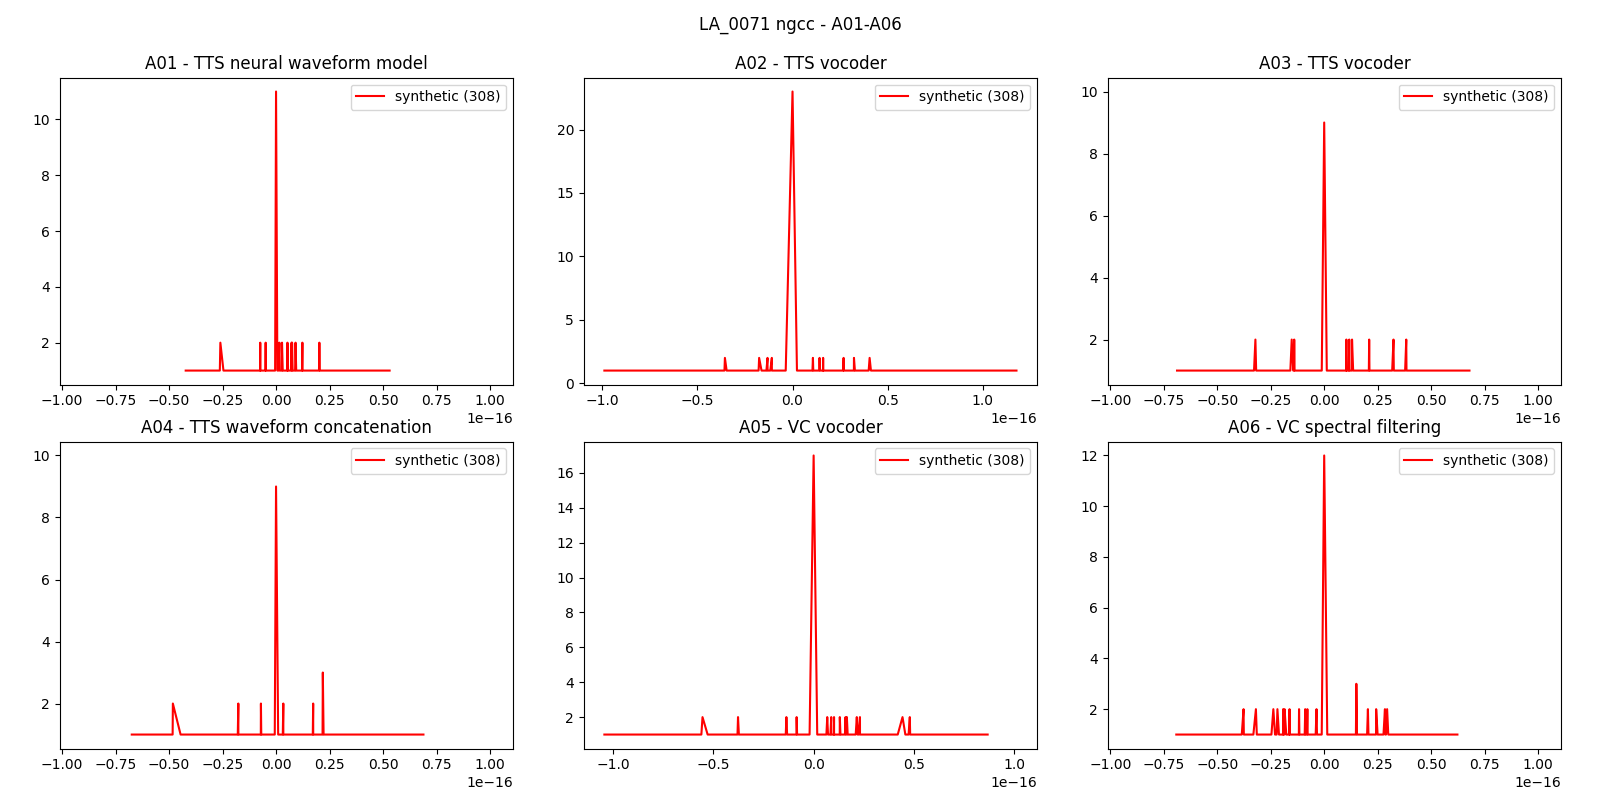 LA_0071 ngcc - A01-A06
A01 - TTS neural waveform model
synthetic (308)
10
8
6
4
2
−1.00 −0.75 −0.50 −0.25 0.00 0.25 0.50 0.75 1.00
1e−16
A02 - TTS vocoder
synthetic (308)
20
15
10
5
0
−1.0 −0.5 0.0 0.5 1.0
1e−16
A03 - TTS vocoder
synthetic (308)
10
8
6
4
2
−1.00 −0.75 −0.50 −0.25 0.00 0.25 0.50 0.75 1.00
1e−16
A04 - TTS waveform concatenation
synthetic (308)
10
8
6
4
2
−1.00 −0.75 −0.50 −0.25 0.00 0.25 0.50 0.75 1.00
1e−16
A05 - VC vocoder
synthetic (308)
16
14
12
10
8
6
4
2
−1.0 −0.5 0.0 0.5 1.0
1e−16
A06 - VC spectral filtering
synthetic (308)
12
10
8
6
4
2
−1.00 −0.75 −0.50 −0.25 0.00 0.25 0.50 0.75 1.00
1e−16